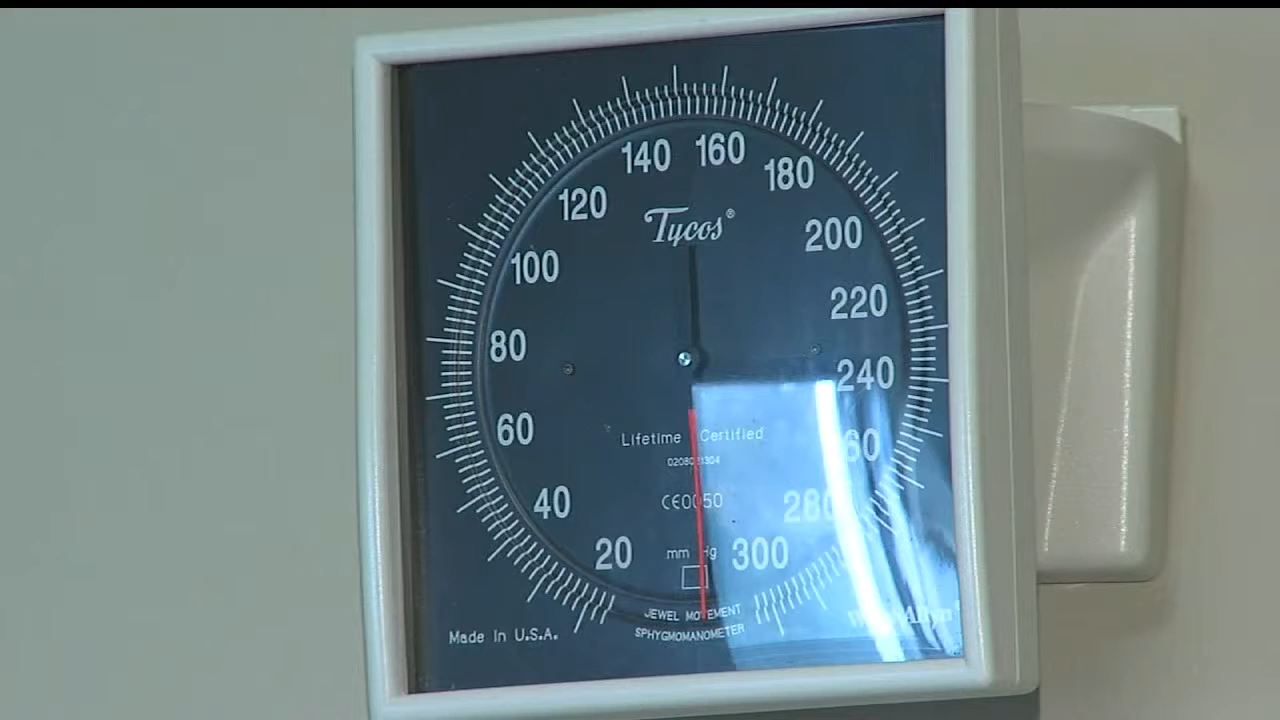 140 160
120 180
Tycos®
100 200
80 220
60 240
40 280
20 300
Lifetime Certified
CE0050
mm Hg
JEWEL MOVEMENT
SPHYGMOMANOMETER
Made In U.S.A.